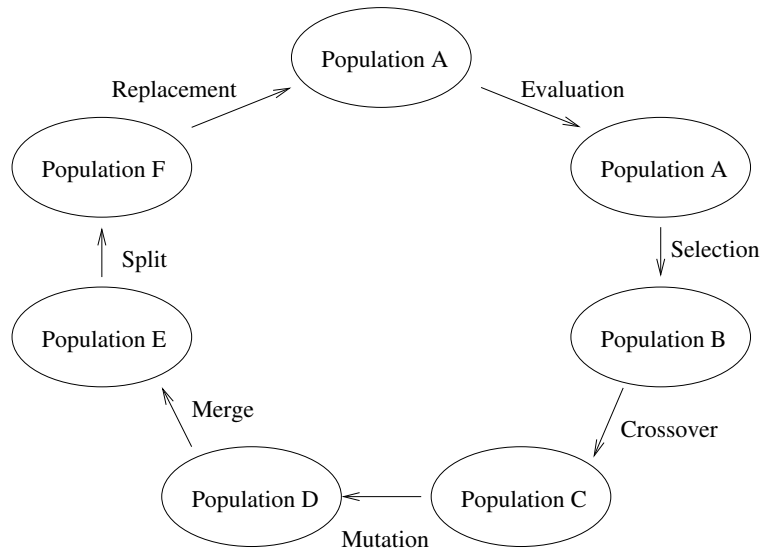 Population A
Replacement
Evaluation
Population F
Population A
Split
Selection
Population E
Population B
Merge
Crossover
Population D
Population C
Mutation